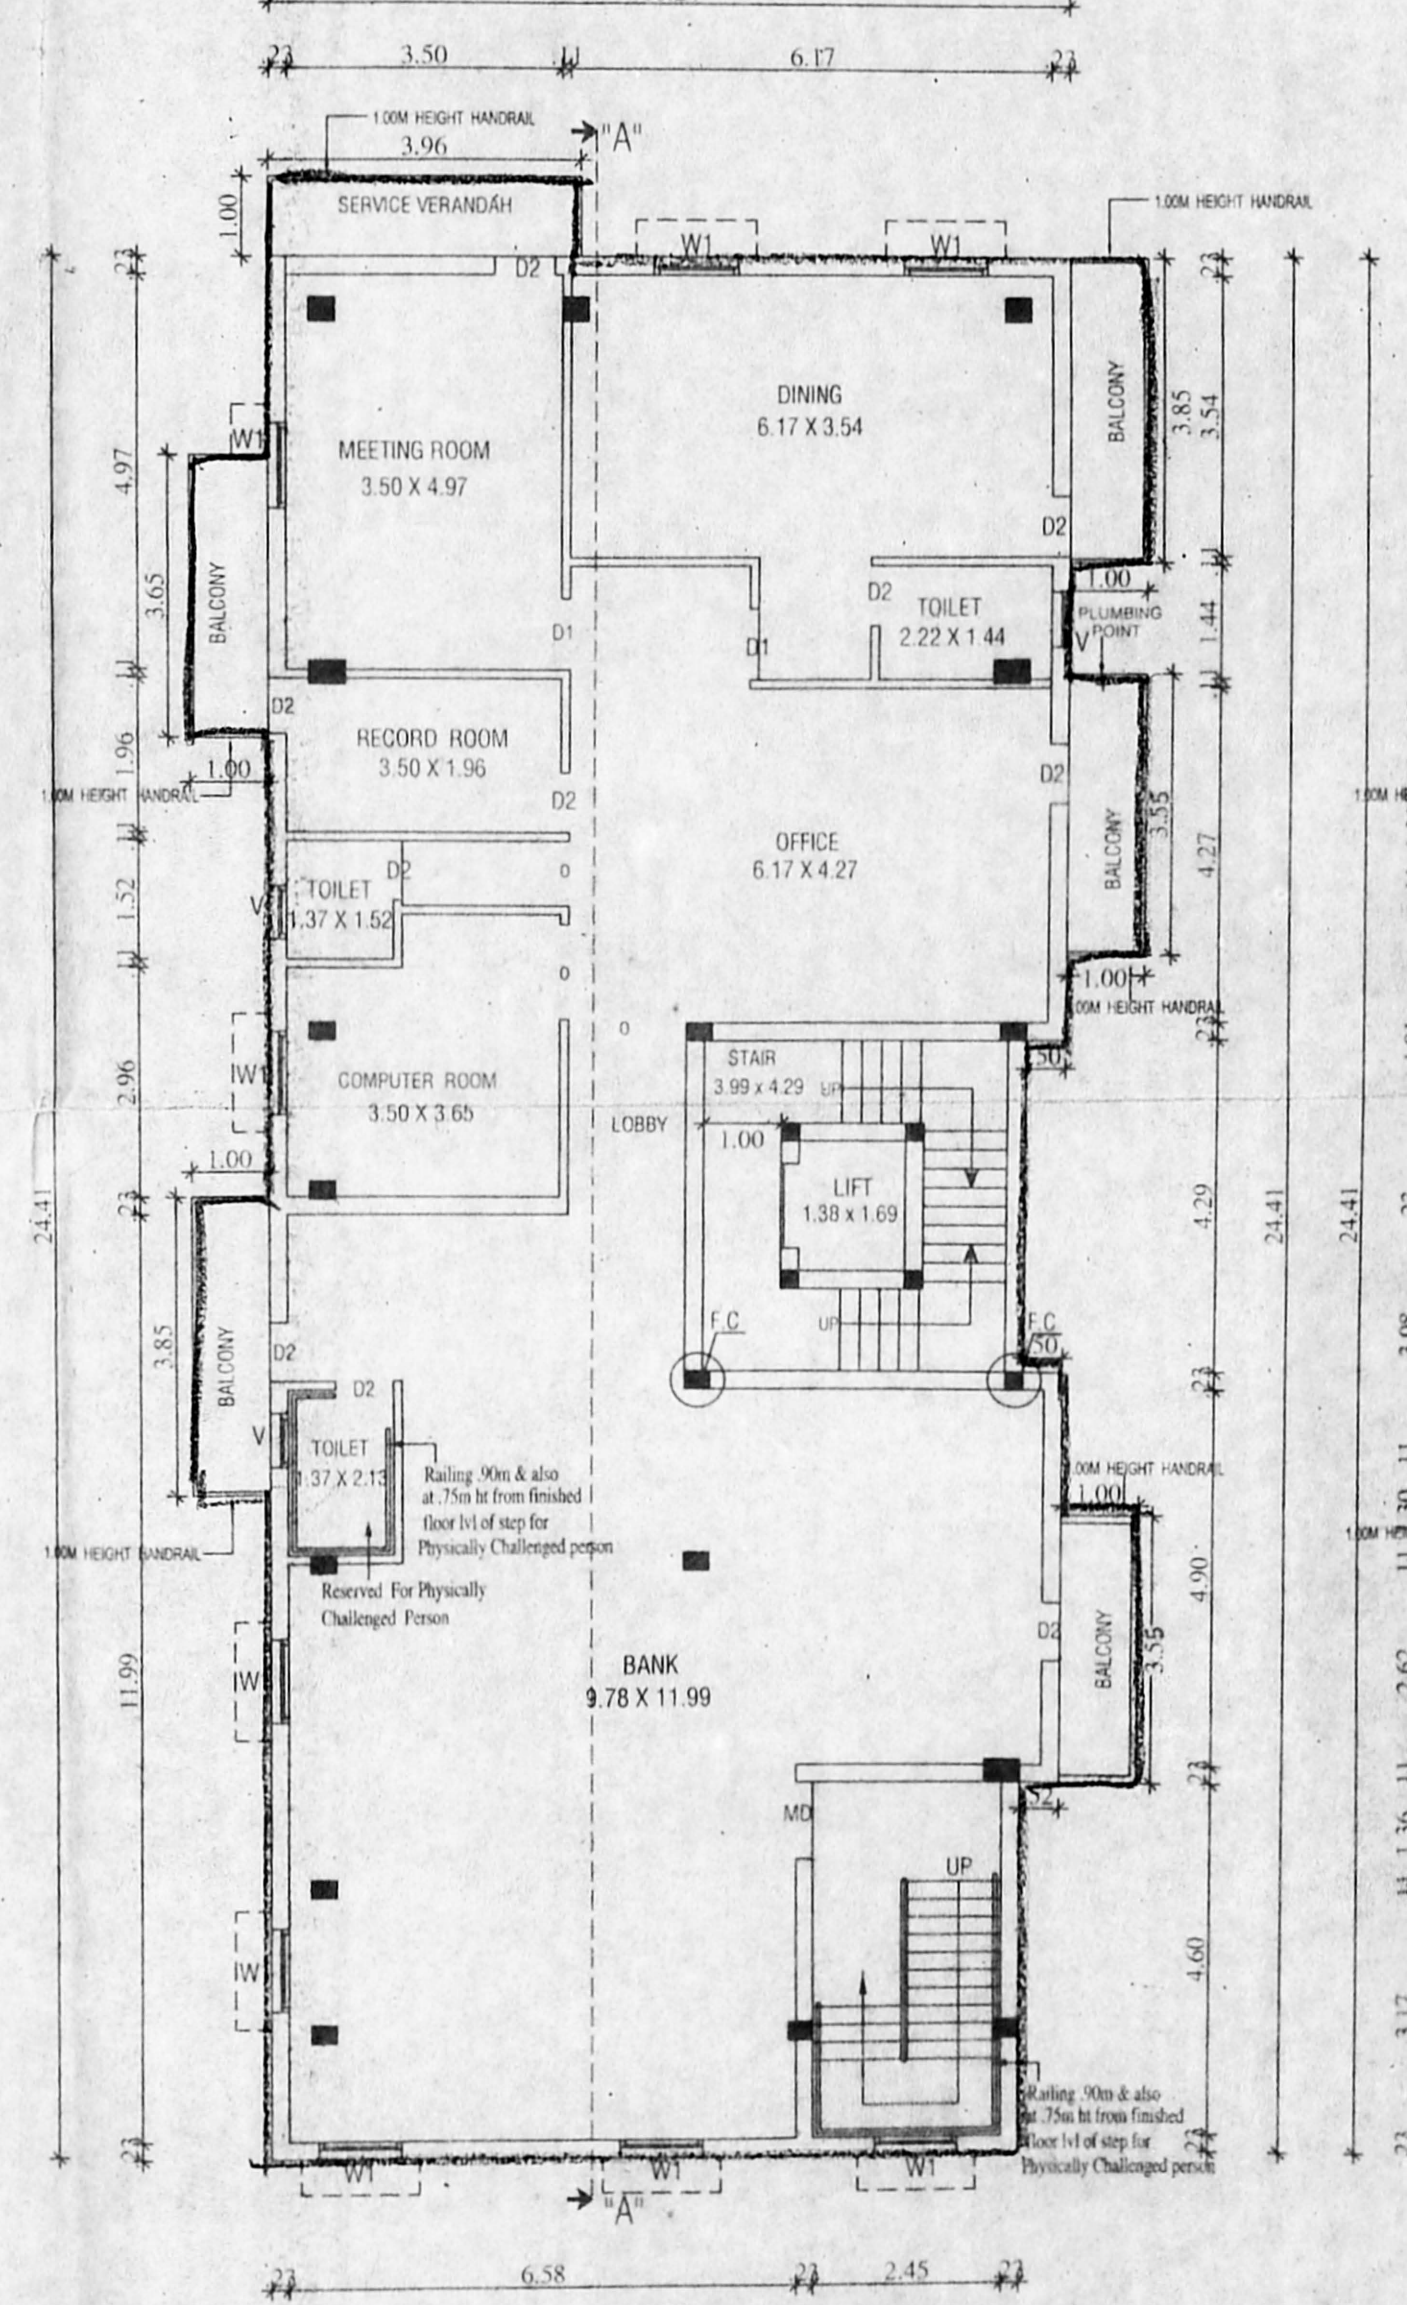 23 3.50 11 6.17 23
1.00M HEIGHT HANDRAIL
"A"
3.96
1.00
SERVICE VERANDAH
1.00M HEIGHT HANDRAIL
W1 W1
D2
23
23
DINING
6.17 X 3.54
BALCONY
3.85
3.54
W1
MEETING ROOM
3.50 X 4.97
4.97
D2
3.65
BALCONY
11
1.00
D2
TOILET
2.22 X 1.44
PLUMBING
POINT
V
1.44
D1
D1
11
11
D2
RECORD ROOM
3.50 X 1.96
1.96
1.00
D2
1.00M HEIGHT HANDRAIL
D2
OFFICE
6.17 X 4.27
BALCONY
3.55
4.27
11
D2
O
TOILET
1.37 X 1.52
V
1.52
11
O
1.00
.00M HEIGHT HANDRAIL
O
23
50
STAIR
3.99 x 4.29
UP
W1
COMPUTER ROOM
3.50 X 3.65
2.96
LOBBY
1.00
1.00
LIFT
1.38 x 1.69
23
4.29
24.41
24.41
24.41
F.C
UP
F.C
50
3.85
BALCONY
D2
D2
23
V
TOILET
1.37 X 2.13
Railing .90m & also
at .75m ht from finished
floor lvl of step for
Physically Challenged person
.00M HEIGHT HANDRAIL
1.00
1.00M HEIGHT HANDRAIL
Reserved For Physically
Challenged Person
4.90
D2
BALCONY
3.55
BANK
9.78 X 11.99
W
11.99
23
52
MD
UP
W
4.60
Railing .90m & also
at .75m ht from finished
floor lvl of step for
Physically Challenged person
23
23
W1 W1 W1
"A"
23 6.58 23 2.45 23